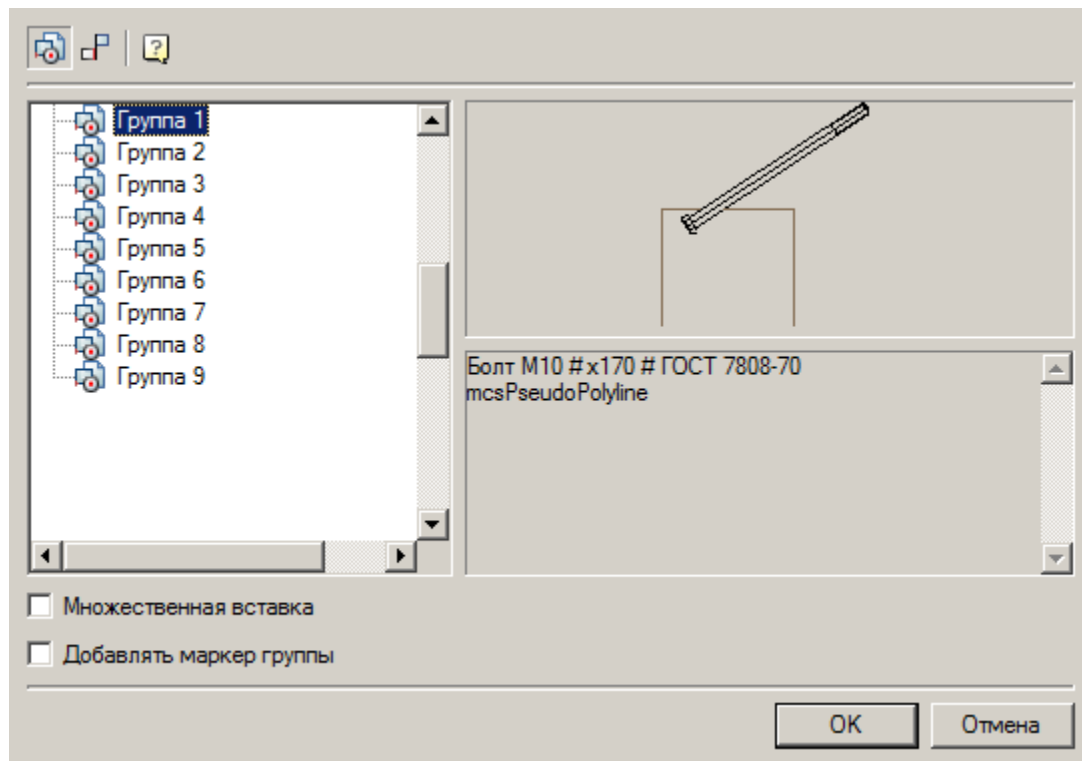 Группа 1
Группа 2
Группа 3
Группа 4
Группа 5
Группа 6
Группа 7
Группа 8
Группа 9
Болт М10 # х170 # ГОСТ 7808-70
mcsPseudoPolyline
Множественная вставка
Добавлять маркер группы
OK
Отмена